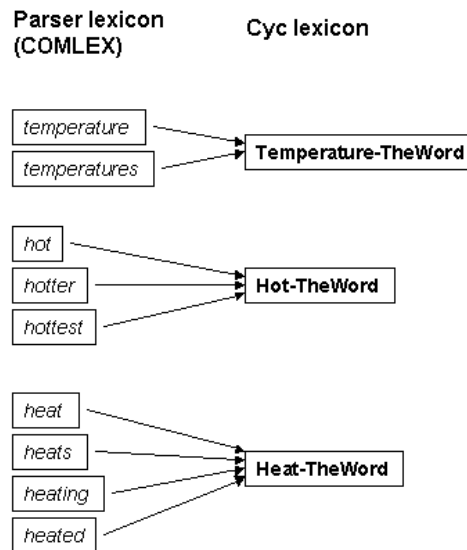 Parser lexicon
(COMLEX)
Cyc lexicon
temperature
temperatures
Temperature-TheWord
hot
hotter
hottest
Hot-TheWord
heat
heats
heating
heated
Heat-TheWord